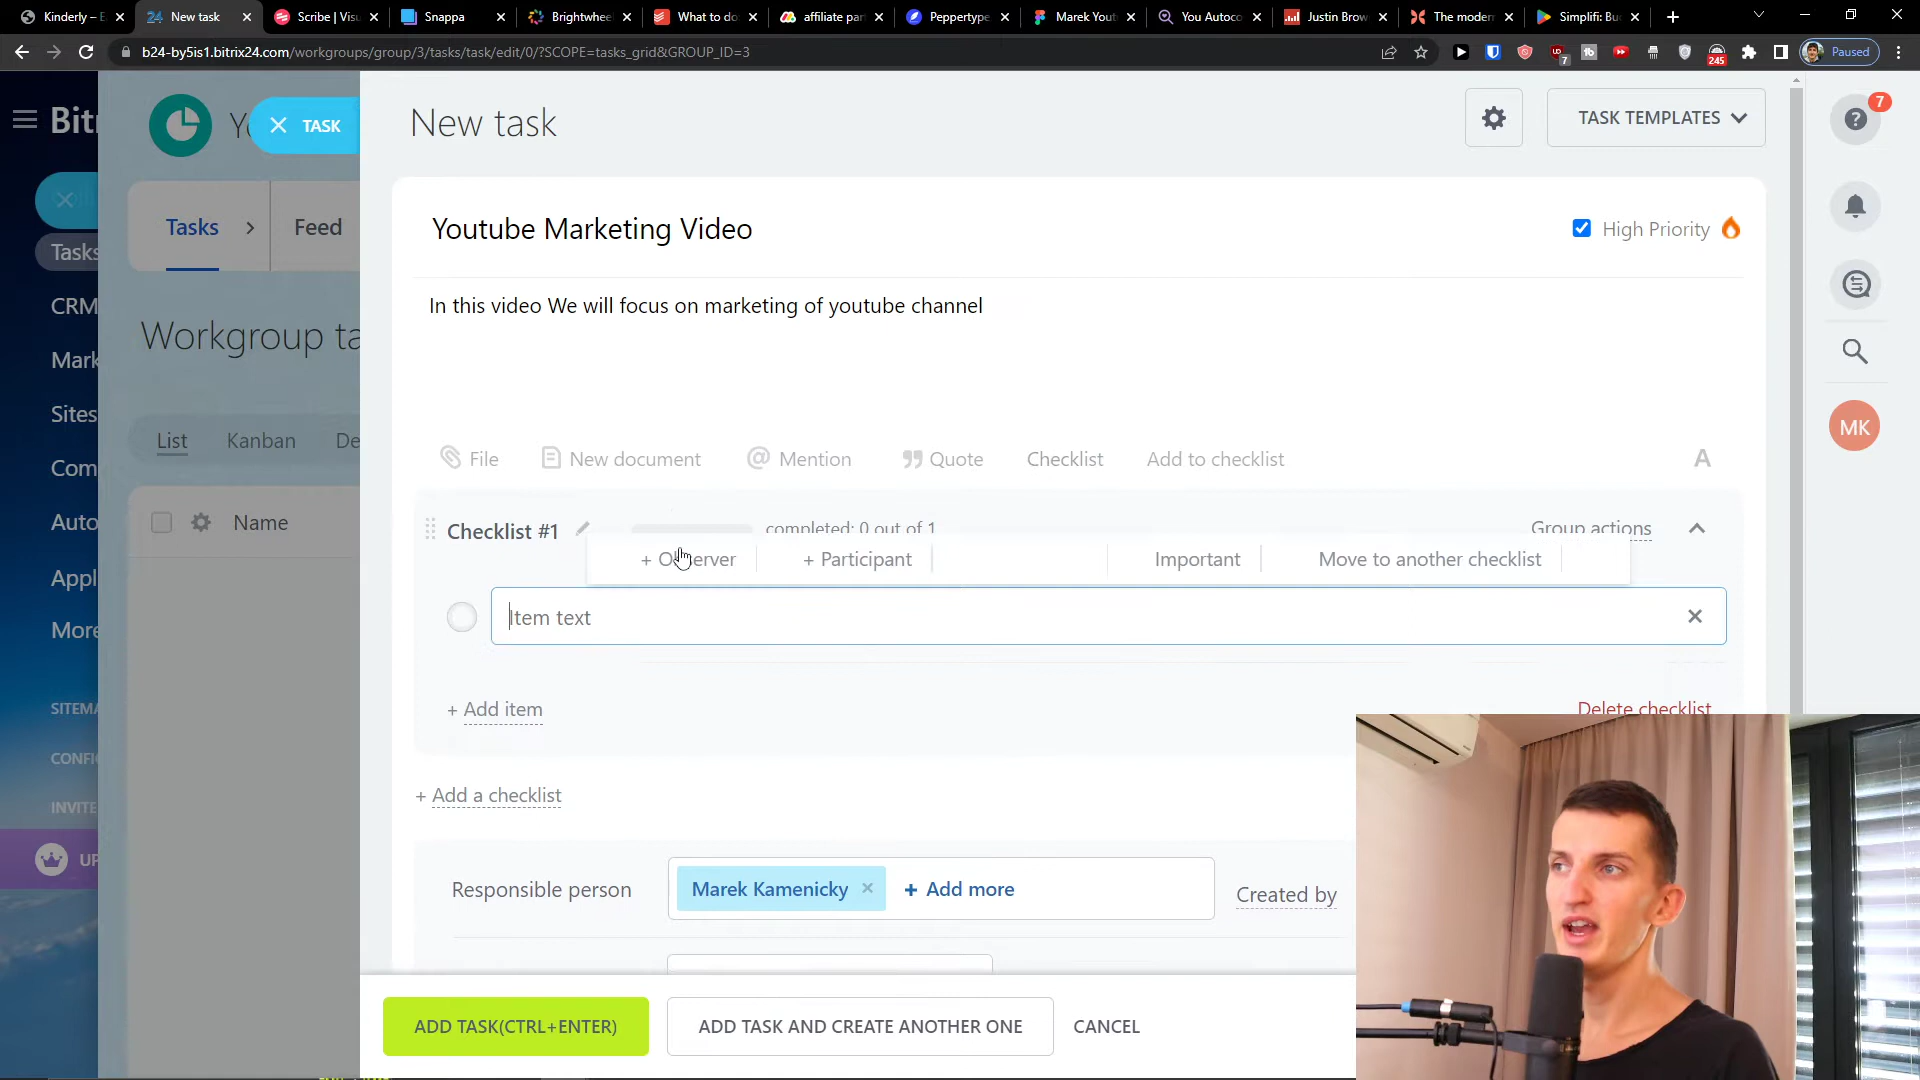 Kinderly – E
New task
Scribe | Visu
Snappa
Brightwhee
What to do
affiliate par
Peppertype
Marek Yout
You Autoco
Justin Brow
The modern
Simplifi: Bu
b24-by5is1.bitrix24.com/workgroups/group/3/tasks/task/edit/0/?SCOPE=tasks_grid&GROUP_ID=3
7
245
Paused
Bit
TASK
New task
TASK TEMPLATES
7
Tasks
Feed
Youtube Marketing Video
High Priority
Tasks
CRM
Mark
Sites
Com
Auto
Appl
More
SITEMA
CONFI
INVITE
UP
Workgroup ta
In this video We will focus on marketing of youtube channel
List
Kanban
De
File
New document
Mention
Quote
Checklist
Add to checklist
A
MK
Name
Checklist #1
completed: 0 out of 1
Group actions
+ Observer
+ Participant
Important
Move to another checklist
Item text
+ Add item
Delete checklist
+ Add a checklist
Responsible person
Marek Kamenicky
+ Add more
Created by
ADD TASK(CTRL+ENTER)
ADD TASK AND CREATE ANOTHER ONE
CANCEL